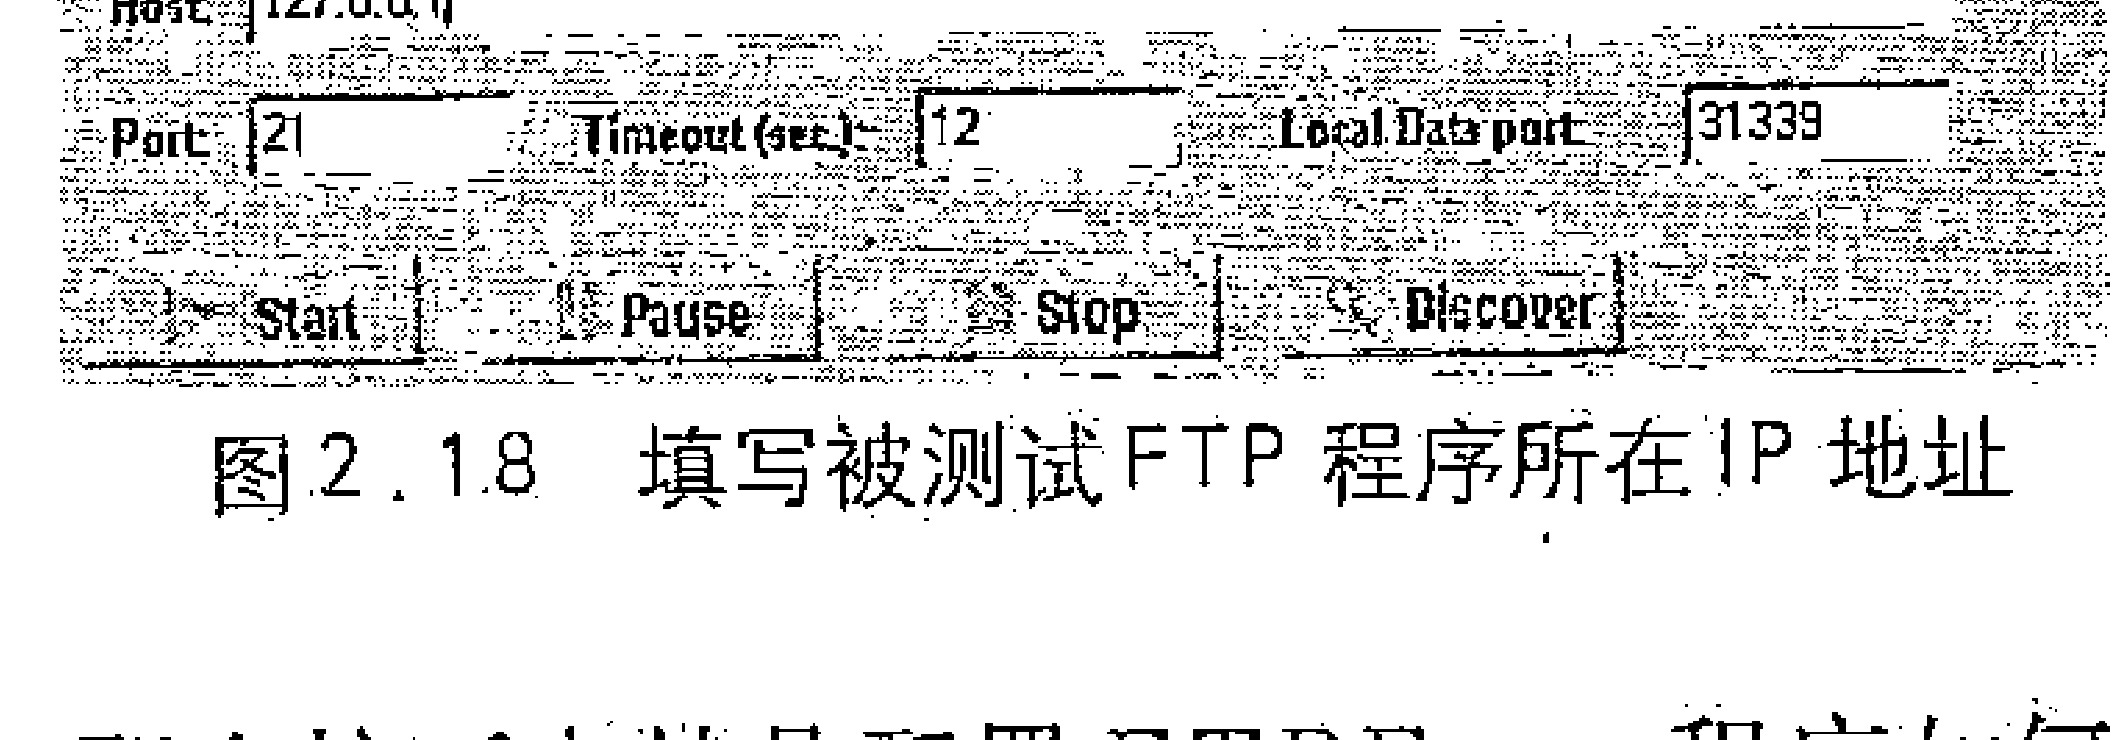 Host: 127.0.0.1
Port: 21 Timeout (sec.): 12 Local Data port: 31339
Start Pause Stop Discover
图2.18 填写被测试FTP程序所在IP地址